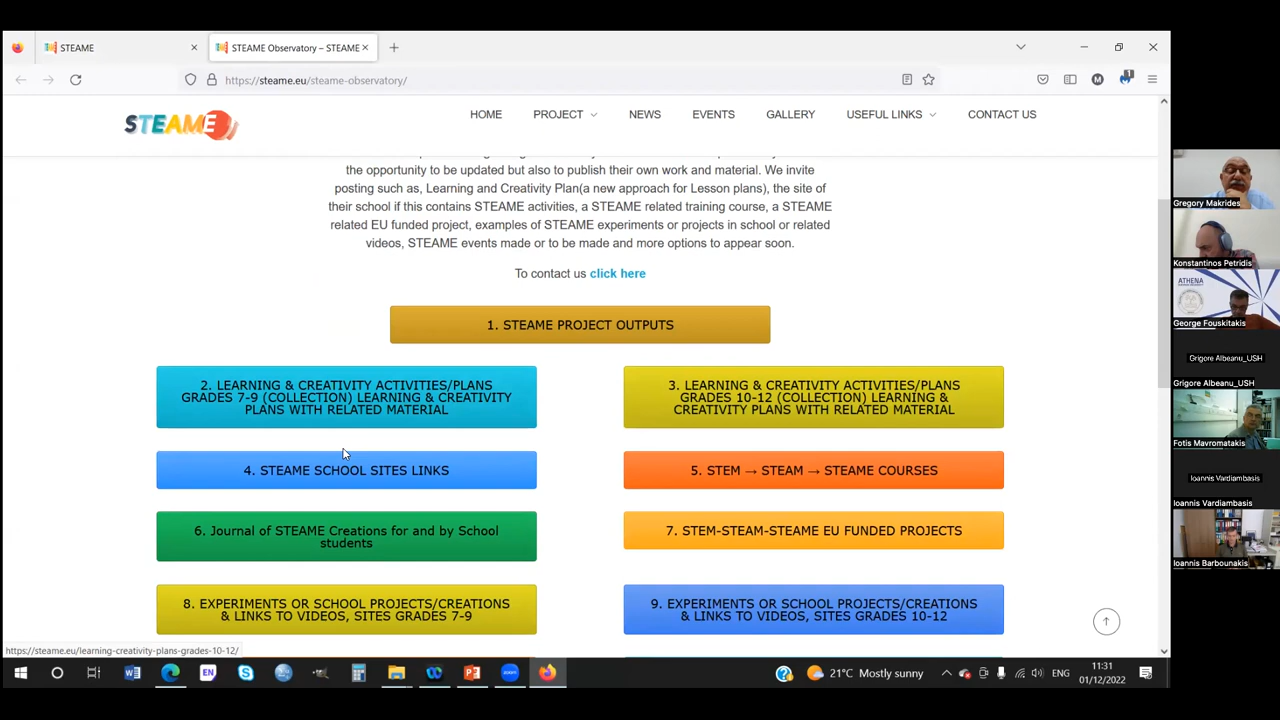 STEAME
STEAME Observatory – STEAME
https://steame.eu/steame-observatory/
M
1
STEAME
HOME
PROJECT
NEWS
EVENTS
GALLERY
USEFUL LINKS
CONTACT US
the opportunity to be updated but also to publish their own work and material. We invite
posting such as, Learning and Creativity Plan(a new approach for Lesson plans), the site of
their school if this contains STEAME activities, a STEAME related training course, a STEAME
related EU funded project, examples of STEAME experiments or projects in school or related
videos, STEAME events made or to be made and more options to appear soon.
To contact us click here
1. STEAME PROJECT OUTPUTS
2. LEARNING & CREATIVITY ACTIVITIES/PLANS
GRADES 7-9 (COLLECTION) LEARNING & CREATIVITY
PLANS WITH RELATED MATERIAL
3. LEARNING & CREATIVITY ACTIVITIES/PLANS
GRADES 10-12 (COLLECTION) LEARNING &
CREATIVITY PLANS WITH RELATED MATERIAL
4. STEAME SCHOOL SITES LINKS
5. STEM → STEAM → STEAME COURSES
6. Journal of STEAME Creations for and by School
students
7. STEM-STEAM-STEAME EU FUNDED PROJECTS
8. EXPERIMENTS OR SCHOOL PROJECTS/CREATIONS
& LINKS TO VIDEOS, SITES GRADES 7-9
9. EXPERIMENTS OR SCHOOL PROJECTS/CREATIONS
& LINKS TO VIDEOS, SITES GRADES 10-12
https://steame.eu/learning-creativity-plans-grades-10-12/
EN
zoom
21°C Mostly sunny
ENG
11:31
01/12/2022
Gregory Makrides
Konstantinos Petridis
ATHENA
George Fouskitakis
Grigore Albeanu_USH
Grigore Albeanu_USH
Fotis Mavromatakis
Ioannis Vardiambasis
Ioannis Vardiambasis
Ioannis Barbounakis